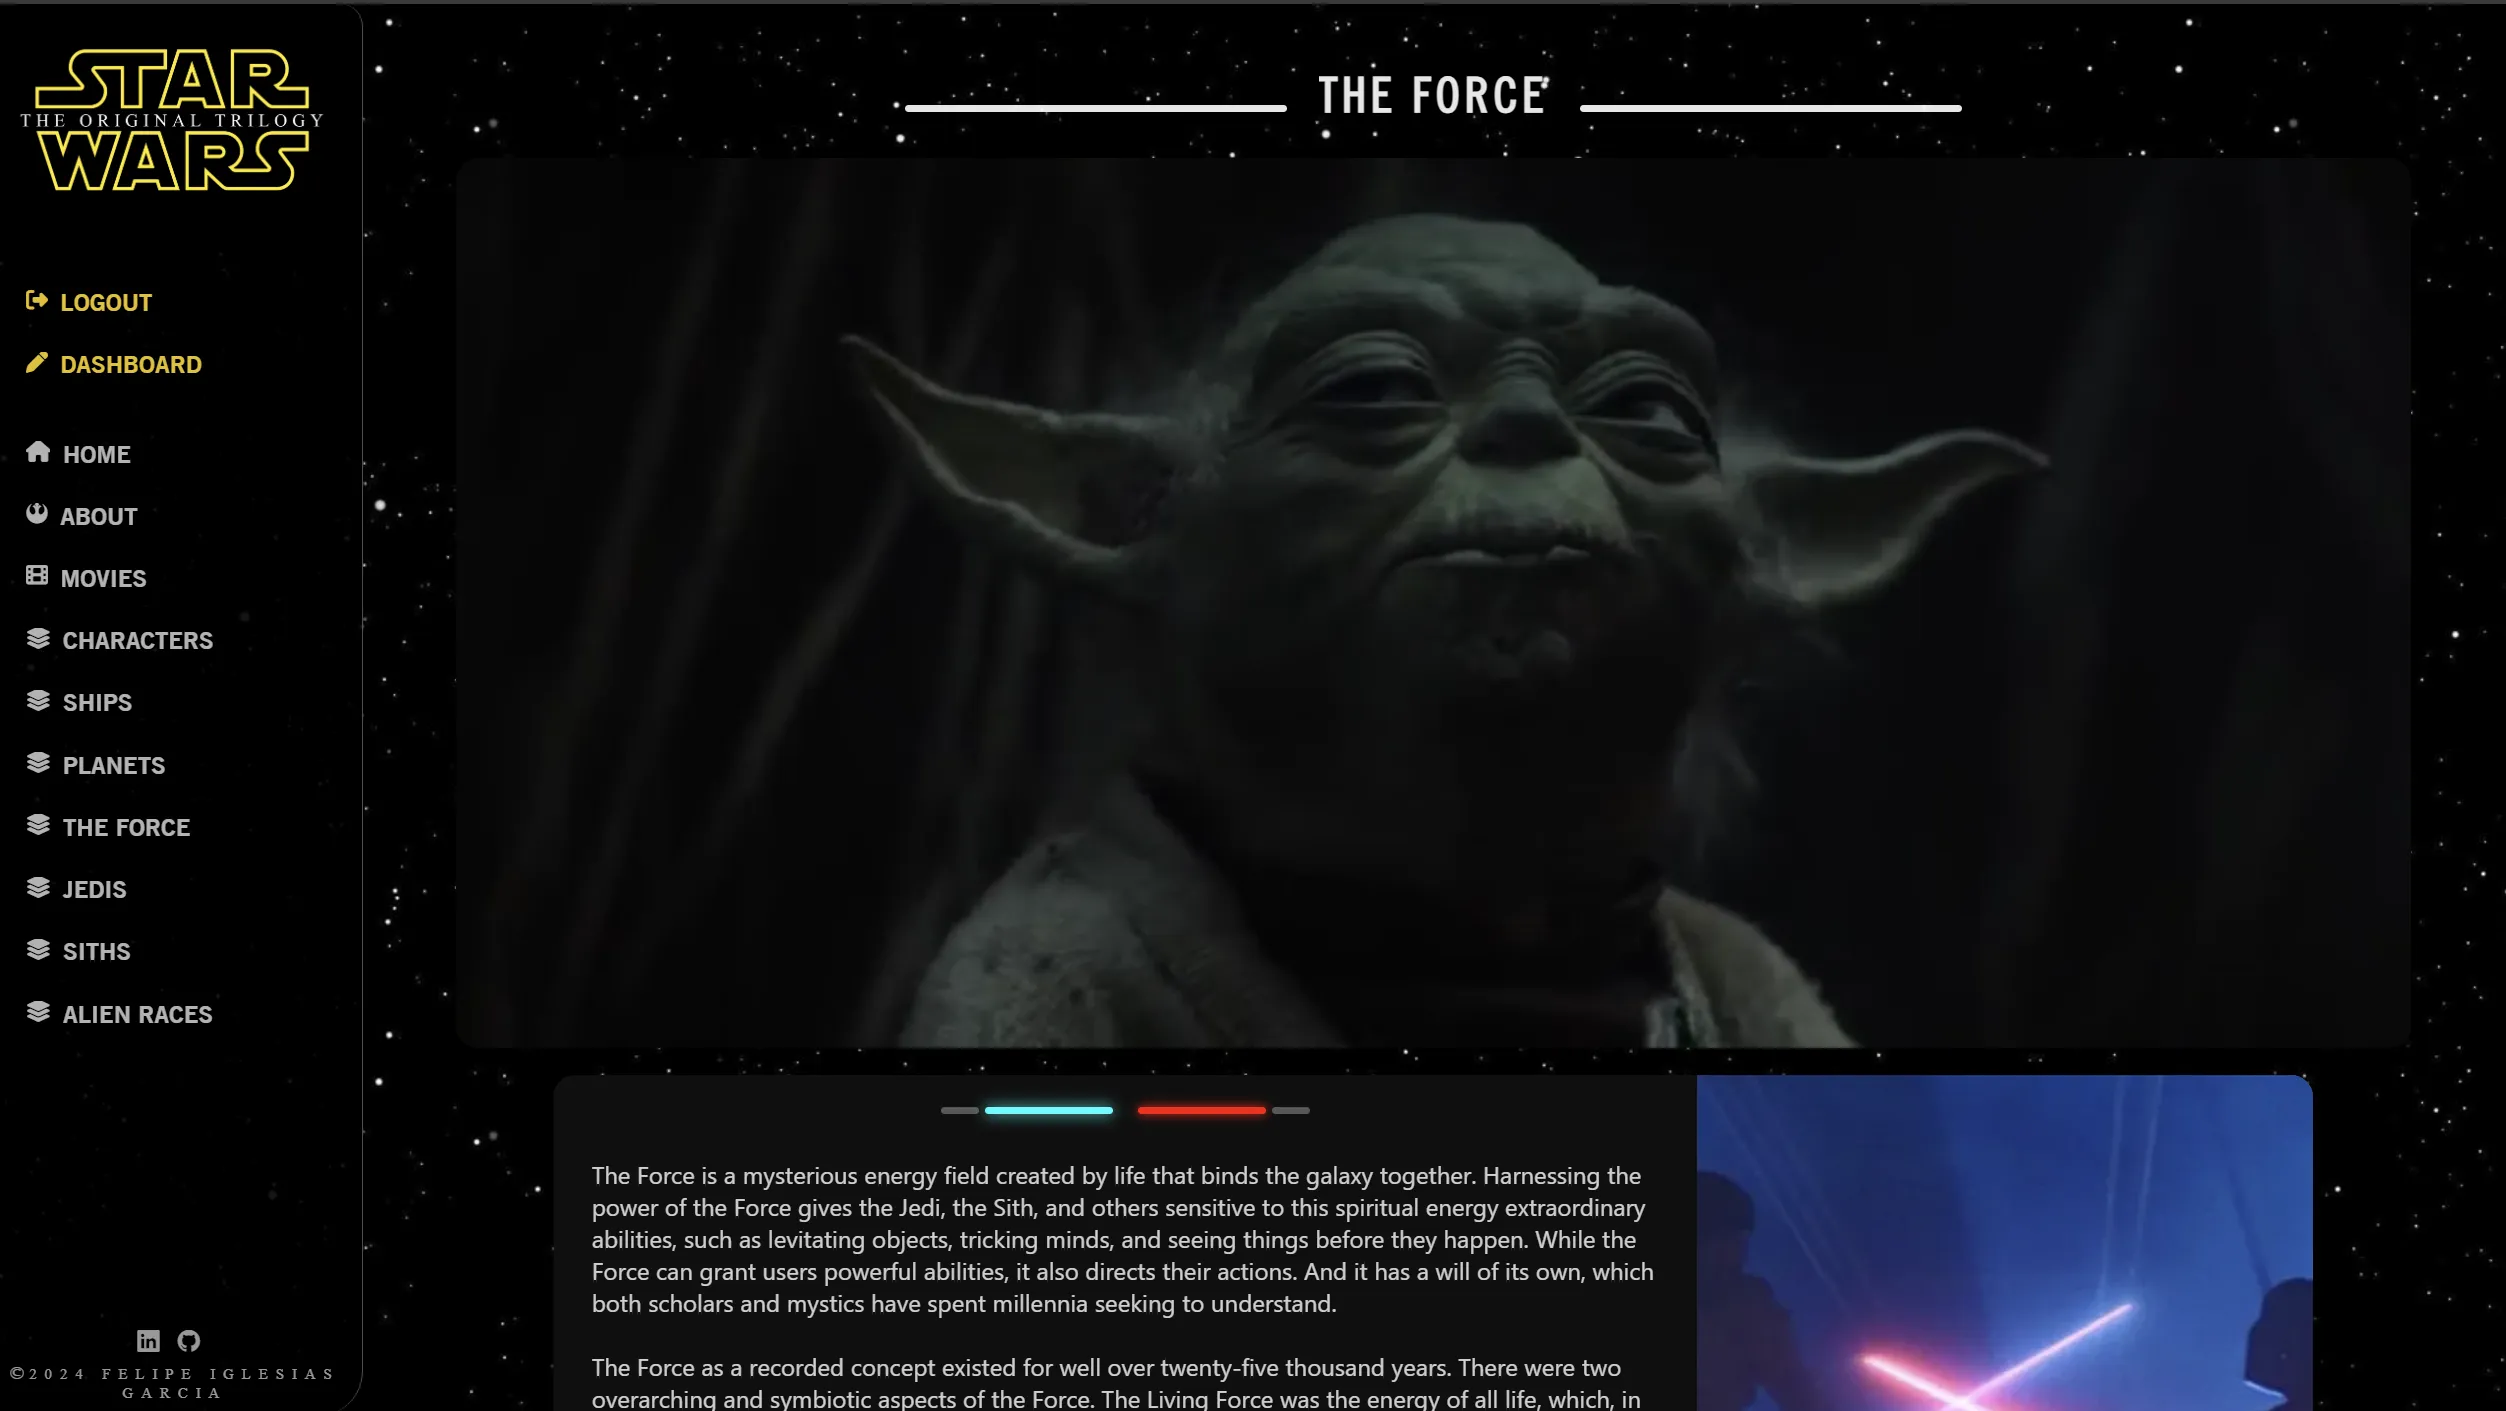 STAR
THE ORIGINAL TRILOGY
WARS
LOGOUT
DASHBOARD
HOME
ABOUT
MOVIES
CHARACTERS
SHIPS
PLANETS
THE FORCE
JEDIS
SITHS
ALIEN RACES
in
©2024 FELIPE IGLESIAS
GARCIA
THE FORCE
The Force is a mysterious energy field created by life that binds the galaxy together. Harnessing the
power of the Force gives the Jedi, the Sith, and others sensitive to this spiritual energy extraordinary
abilities, such as levitating objects, tricking minds, and seeing things before they happen. While the
Force can grant users powerful abilities, it also directs their actions. And it has a will of its own, which
both scholars and mystics have spent millennia seeking to understand.
The Force as a recorded concept existed for well over twenty-five thousand years. There were two
overarching and symbiotic aspects of the Force. The Living Force was the energy of all life, which, in